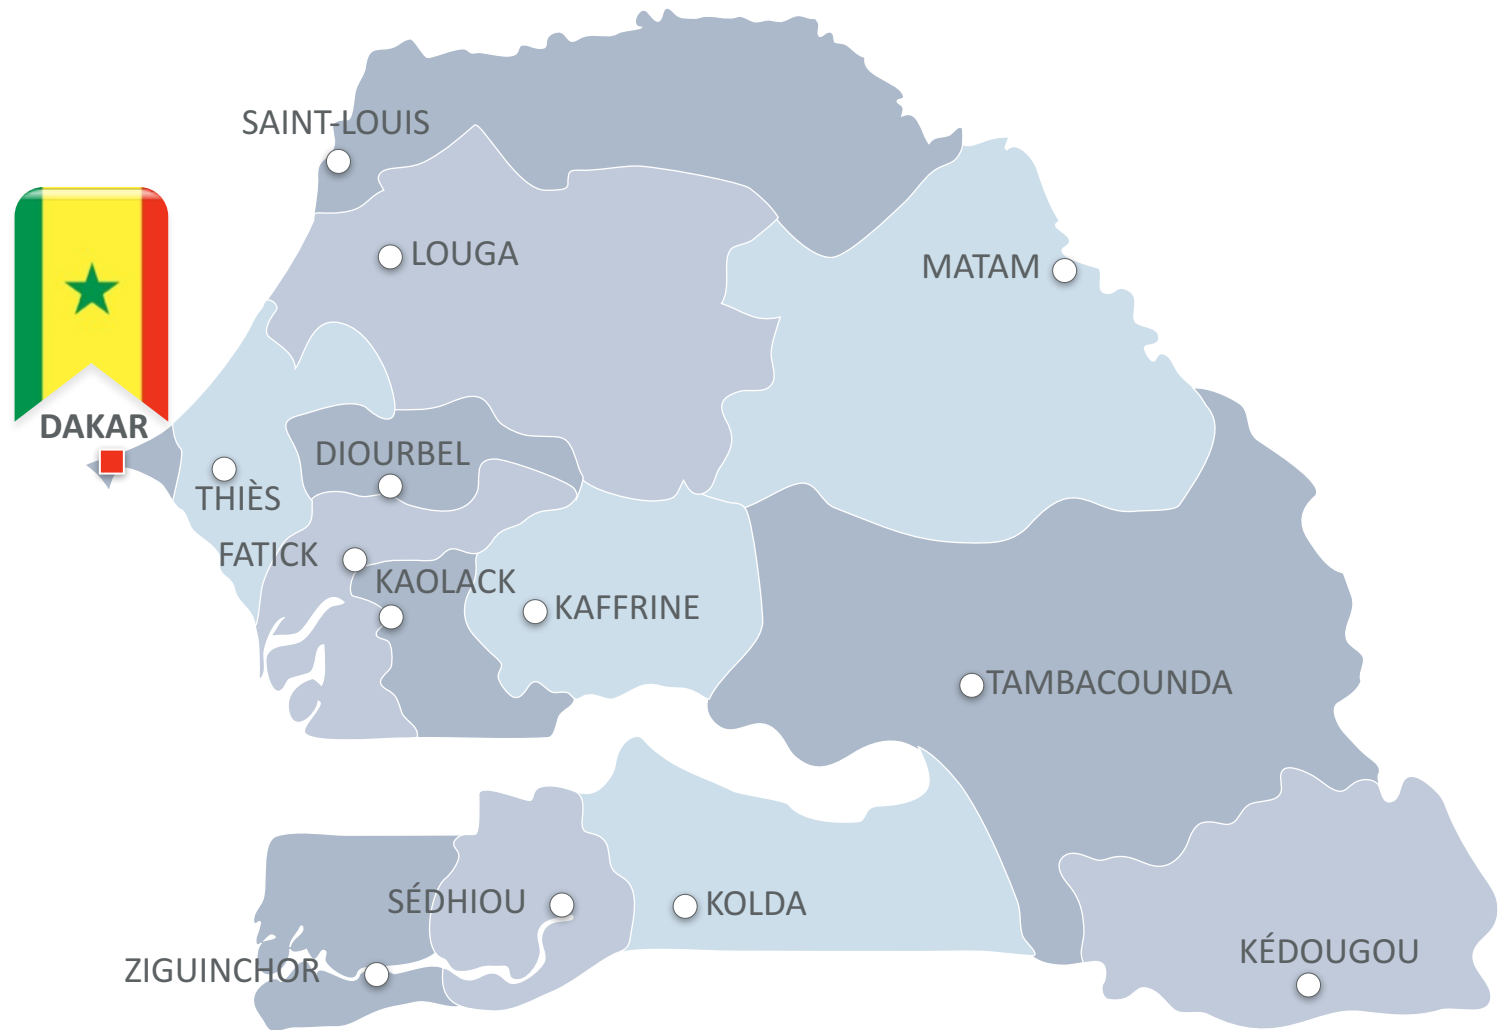 SAINT-LOUIS
LOUGA
MATAM
DAKAR
DIOURBEL
THIÈS
FATICK
KAOLACK
KAFFRINE
TAMBACOUNDA
SÉDHIOU
KOLDA
KÉDOUGOU
ZIGUINCHOR